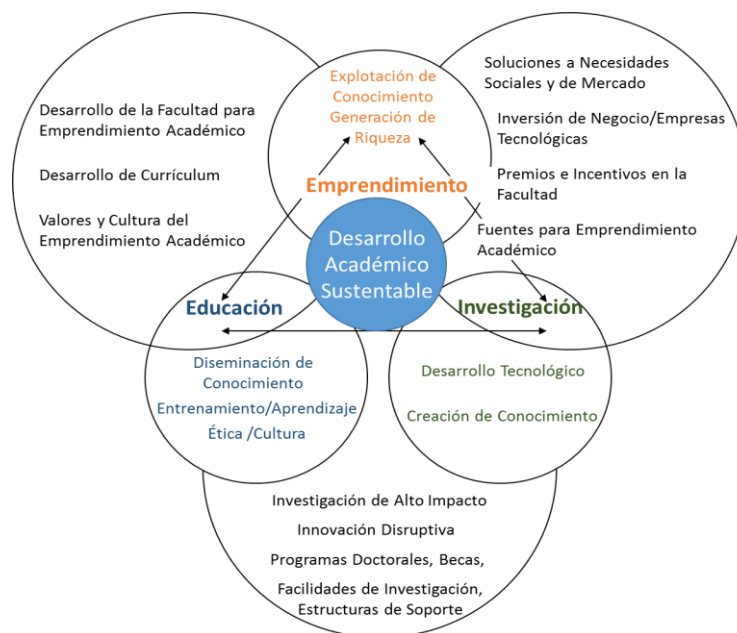 Desarrollo de la Facultad para
Emprendimiento Académico
Desarrollo de Currículum
Valores y Cultura del
Emprendimiento Académico
Explotación de
Conocimiento
Generación de
Riqueza
Emprendimiento
Soluciones a Necesidades
Sociales y de Mercado
Inversión de Negocio/Empresas
Tecnológicas
Premios e Incentivos en la
Facultad
Fuentes para Emprendimiento
Académico
Desarrollo
Académico
Sustentable
Educación
Diseminación de
Conocimiento
Entrenamiento/Aprendizaje
Ética /Cultura
Investigación
Desarrollo Tecnológico
Creación de Conocimiento
Investigación de Alto Impacto
Innovación Disruptiva
Programas Doctorales, Becas,
Facilidades de Investigación,
Estructuras de Soporte